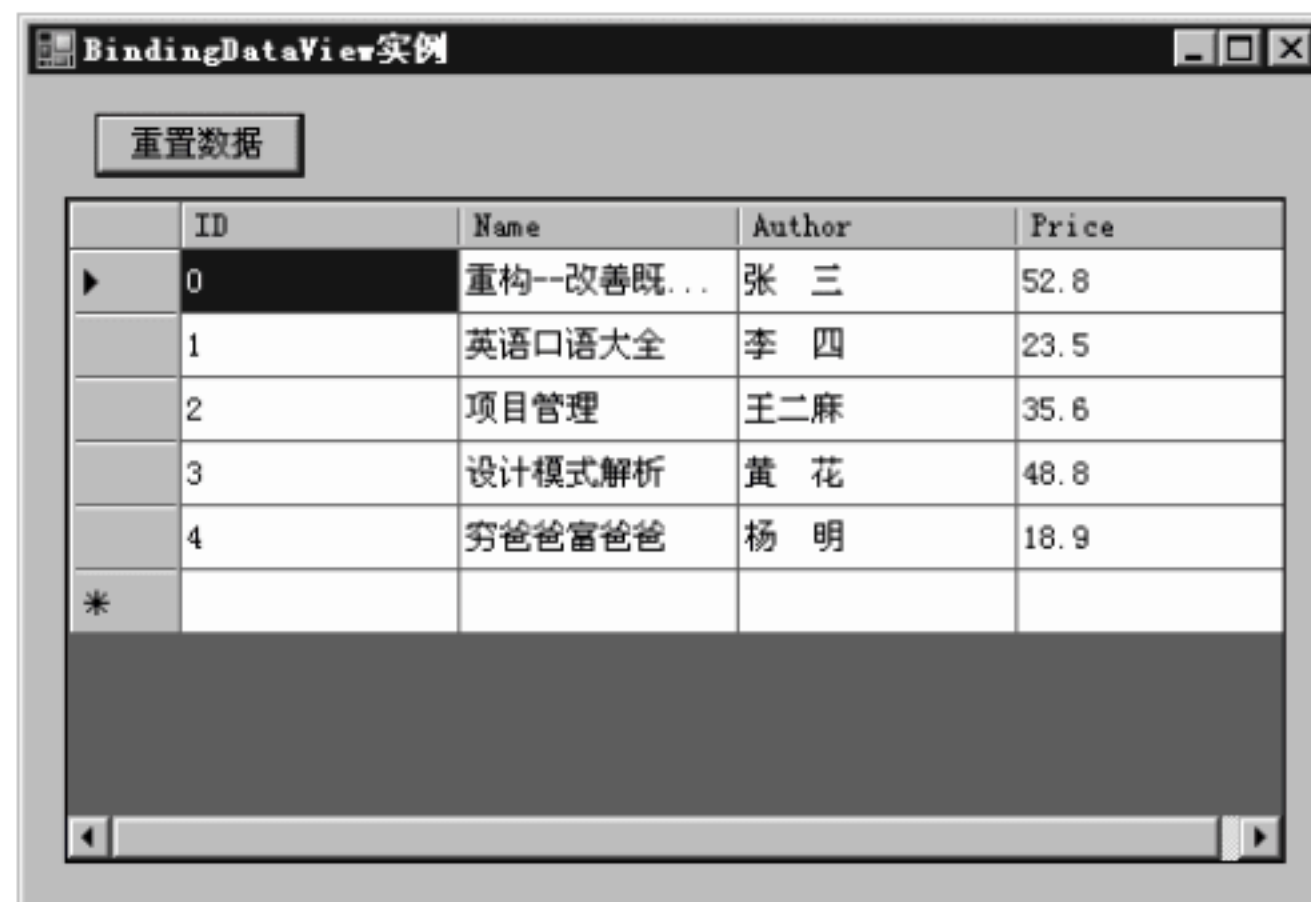 BindingDataView实例
重置数据
ID Name Author Price
0 重构--改善既... 张 三 52.8
1 英语口语大全 李 四 23.5
2 项目管理 王二麻 35.6
3 设计模式解析 黄 花 48.8
4 穷爸爸富爸爸 杨 明 18.9